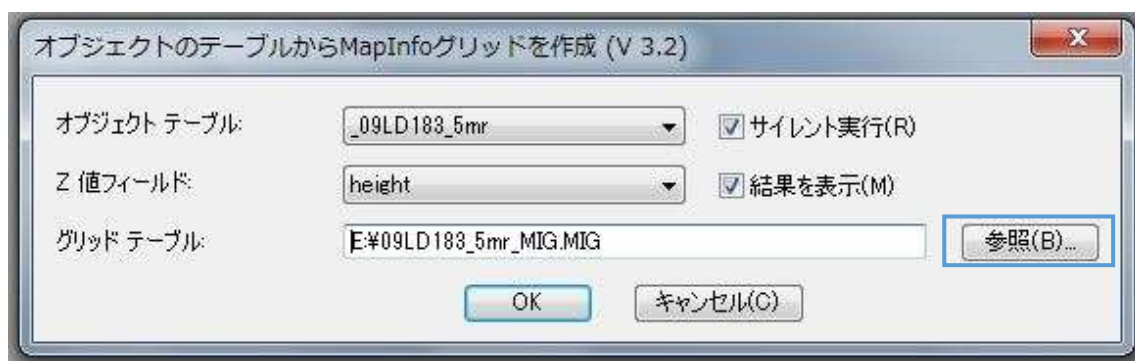 オブジェクトのテーブルからMapInfoグリッドを作成 (V 3.2)
オブジェクト テーブル: _09LD183_5mr サイレント実行(R)
Z 値フィールド: height 結果を表示(M)
グリッド テーブル: E:¥09LD183_5mr_MIG.MIG 参照(B)...
OK キャンセル(C)